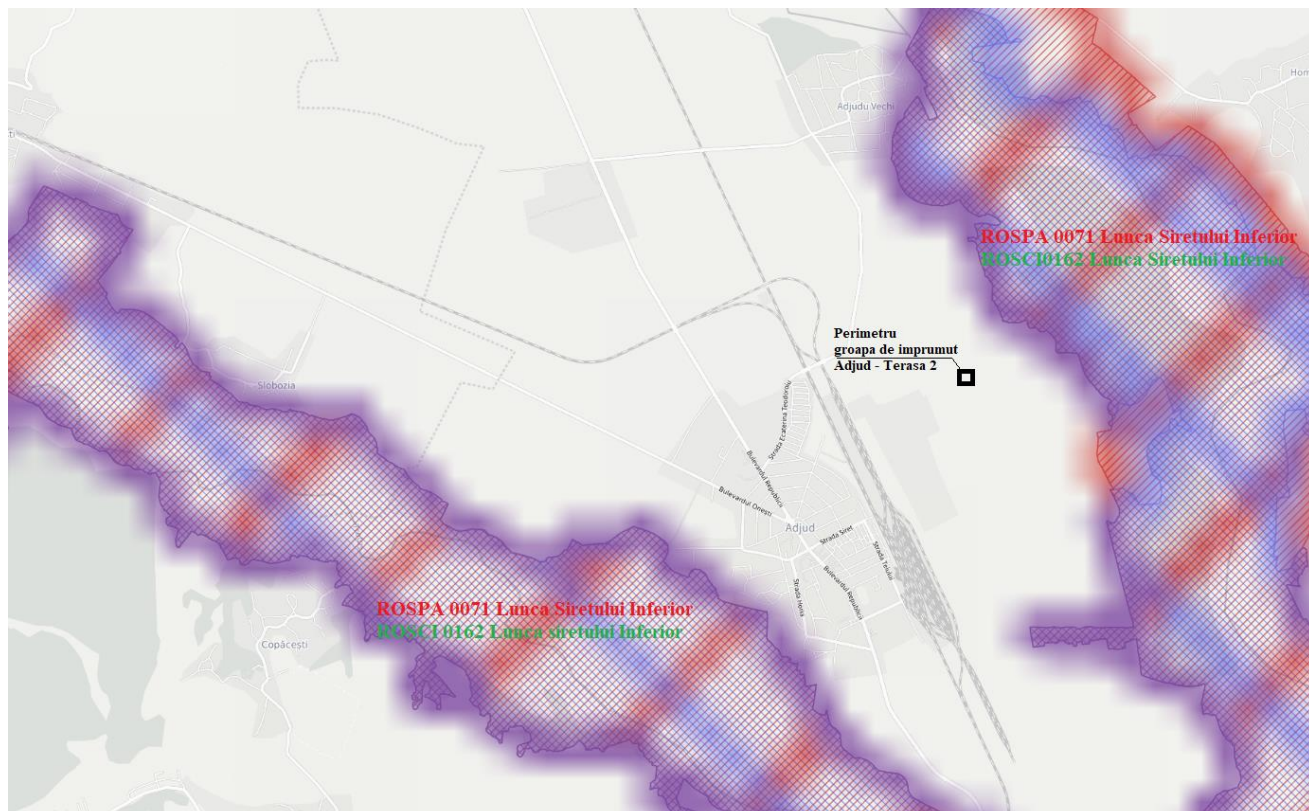 Adjudu Vechi
Hom
ti
ROSPA 0071 Lunca Siretului Inferior
ROSCI0162 Lunca Siretului Inferior
Perimetru
groapa de imprumut
Adjud - Terasa 2
Slobozia
Strada Ecaterina Teodoroiu
Bulevardul Republicii
Bulevardul Onești
Adjud
Strada Siret
Strada Teiului
Strada Horia
Bulevardul Republicii
ROSPA 0071 Lunca Siretului Inferior
ROSCI 0162 Lunca siretului Inferior
Copăcești